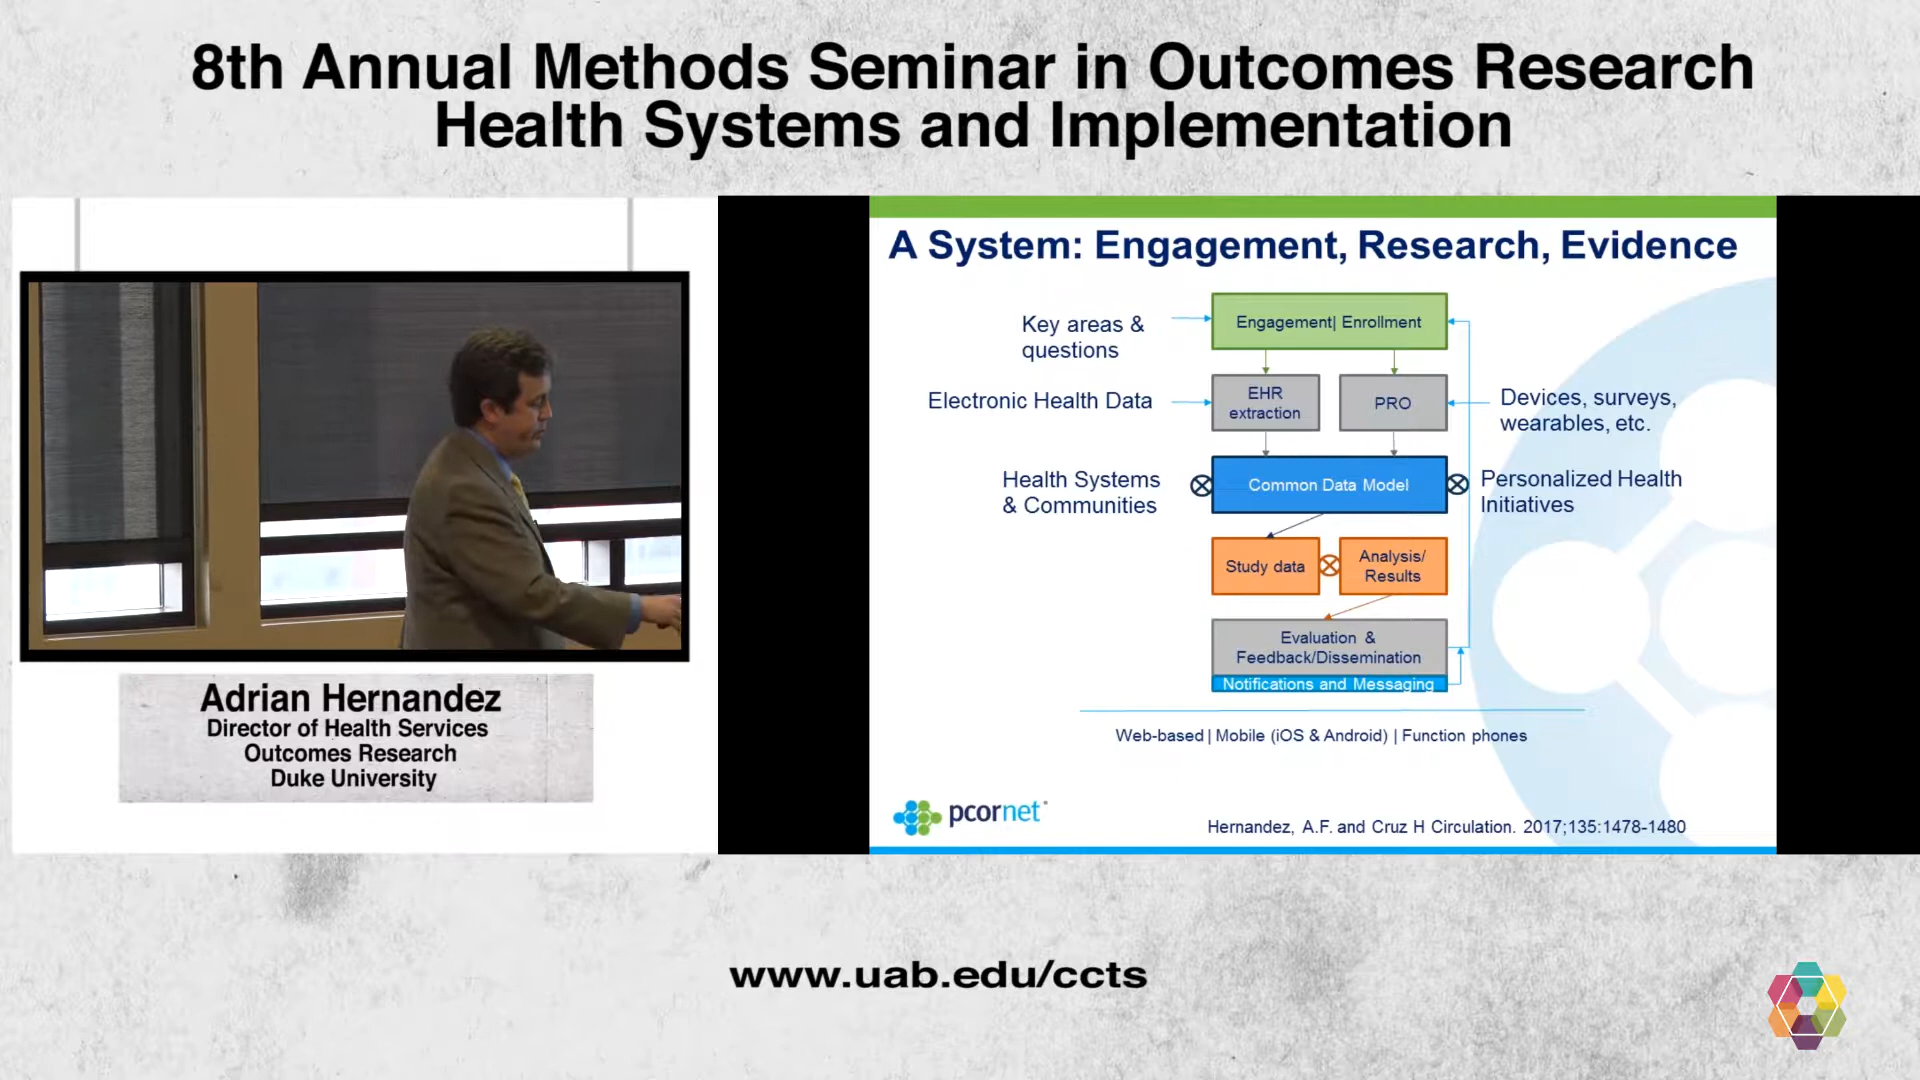 8th Annual Methods Seminar in Outcomes Research
Health Systems and Implementation
Adrian Hernandez
Director of Health Services
Outcomes Research
Duke University
A System: Engagement, Research, Evidence
Key areas &
questions
Engagement| Enrollment
Electronic Health Data
EHR
extraction
PRO
Devices, surveys,
wearables, etc.
Health Systems
& Communities
Common Data Model
Personalized Health
Initiatives
Study data
Analysis/
Results
Evaluation &
Feedback/Dissemination
Notifications and Messaging
Web-based | Mobile (iOS & Android) | Function phones
pcornet
Hernandez, A.F. and Cruz H Circulation. 2017;135:1478-1480
www.uab.edu/ccts